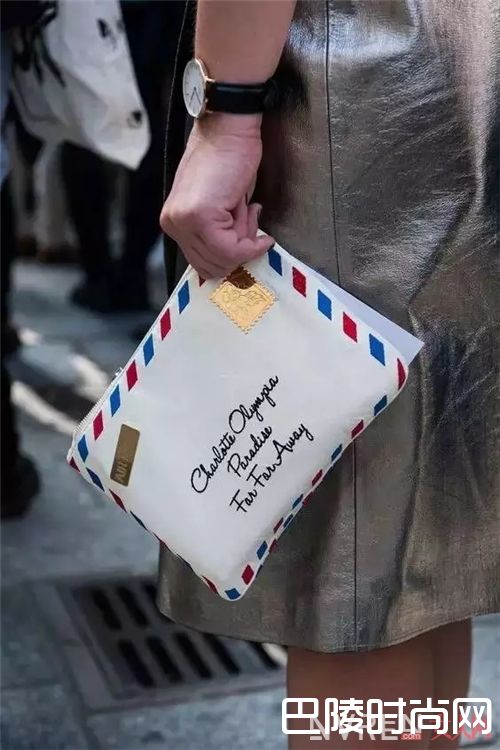 Charlotte Olympia
Paradise
Far Far Away
巴陵时尚网